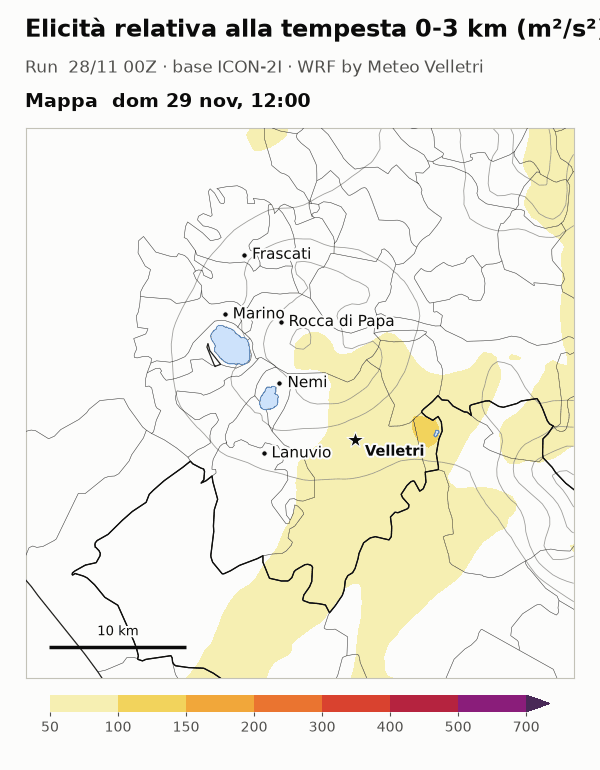 Elicità relativa alla tempesta 0-3 km (m²/s²)
Run 28/11 00Z · base ICON-2I · WRF by Meteo Velletri
Mappa dom 29 nov, 12:00
Frascati
Marino
Rocca di Papa
Nemi
Velletri
Lanuvio
10 km
50 100 150 200 300 400 500 700